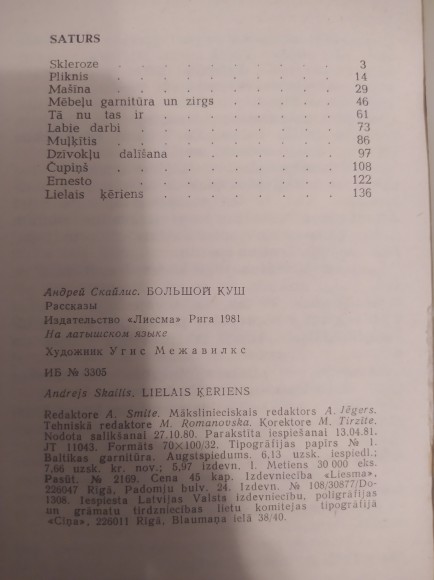 SATURS
Skleroze . . . . . . . . . . 3
Pliknis . . . . . . . . . . 14
Mašīna . . . . . . . . . . 29
Mēbeļu garnitūra un zirgs . . . . . . 46
Tā nu tas ir . . . . . . . . . 61
Labie darbi . . . . . . . . . 73
Muļķītis . . . . . . . . . . 86
Dzīvokļu dalīšana . . . . . . . . 97
Čupiņš . . . . . . . . . . 108
Ernesto . . . . . . . . . . 122
Lielais ķēriens . . . . . . . . . 136
Андрей Скайлис. БОЛЬШОЙ КУШ
Рассказы
Издательство «Лиесма» Рига 1981
На латышском языке
Художник Угис Межавилкс
ИБ № 3305
Andrejs Skailis. LIELAIS ĶĒRIENS
Redaktore A. Smite. Mākslinieciskais redaktors A. Iēgers.
Tehniskā redaktore M. Romanovska. Korektore M. Tirzīte.
Nodota salikšanai 27.10.80. Parakstīta iespiešanai 13.04.81.
JT 11043. Formāts 70×100/32. Tipogrāfijas papīrs № 1.
Baltikas garnitūra. Augstspiedums. 6,13 uzsk. iespiedl.;
7,66 uzsk. kr. nov.; 5,97 izdevn. l. Metiens 30 000 eks.
Pasūt. № 2109. Cena 45 kap. Izdevniecība «Liesma»,
226047 Rīgā, Padomju bulv. 24. Izdevn. № 108/30877/Do-
1308. Iespiesta Latvijas Valsts izdevniecību, poligrāfijas
un grāmatu tirdzniecības lietu komitejas tipogrāfijā
«Cīņa», 226011 Rīgā, Blaumaņa ielā 38/40.